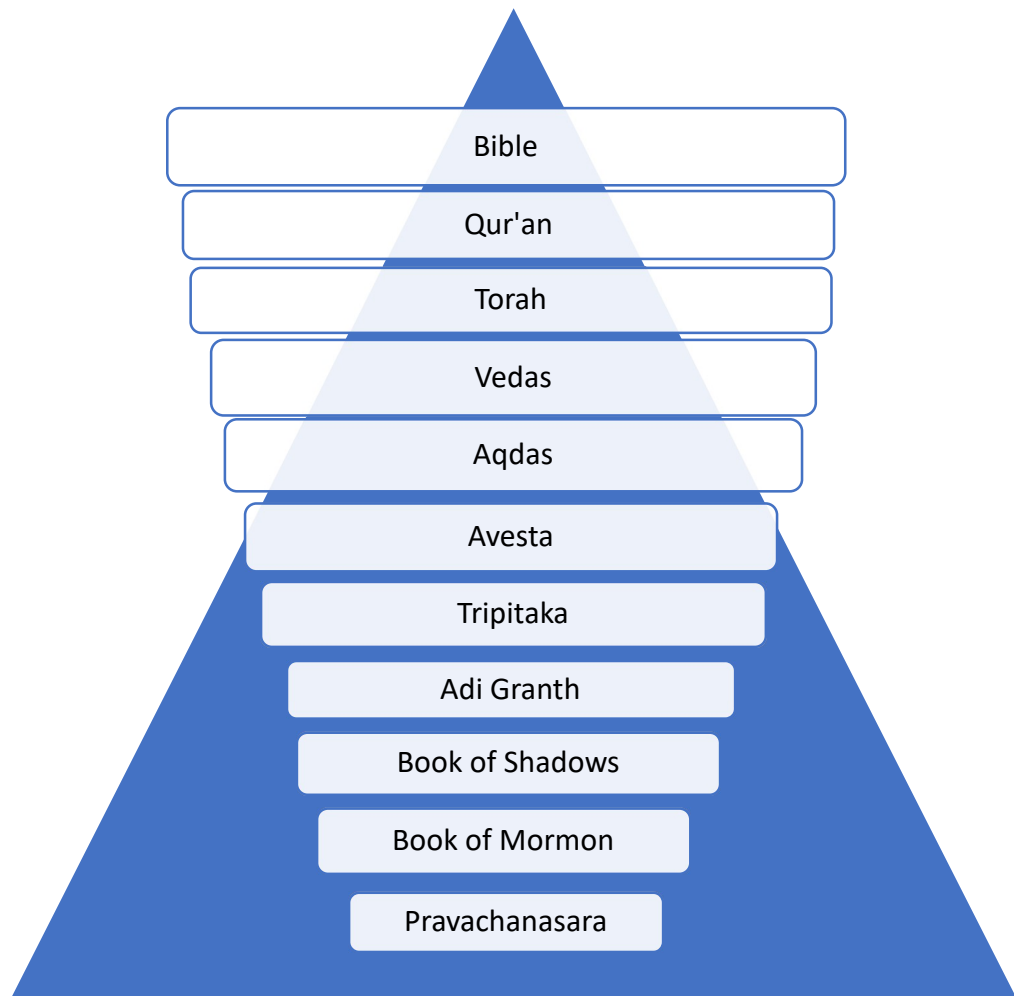 Bible
Qur'an
Torah
Vedas
Aqdas
Avesta
Tripitaka
Adi Granth
Book of Shadows
Book of Mormon
Pravachanasara